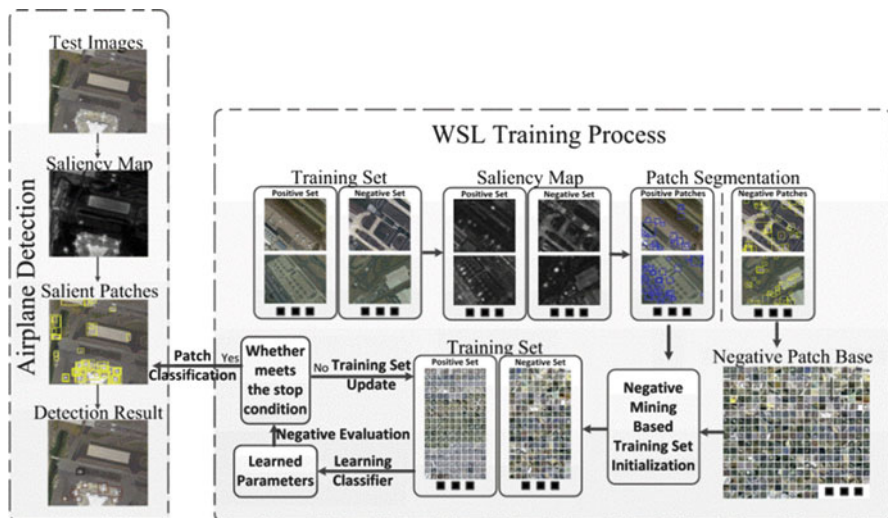 Airplane Detection
Test Images
Saliency Map
Salient Patches
Detection Result
WSL Training Process
Training Set
Positive Set
Negative Set
Saliency Map
Positive Set
Negative Set
Patch Segmentation
Positive Patches
Negative Patches
Patch
Classification
Yes
Whether
meets
the stop
condition
No Training Set
Update
Negative Evaluation
Learned
Parameters
Learning
Classifier
Training Set
Positive Set
Negative Set
Negative
Mining
Based
Training Set
Initialization
Negative Patch Base